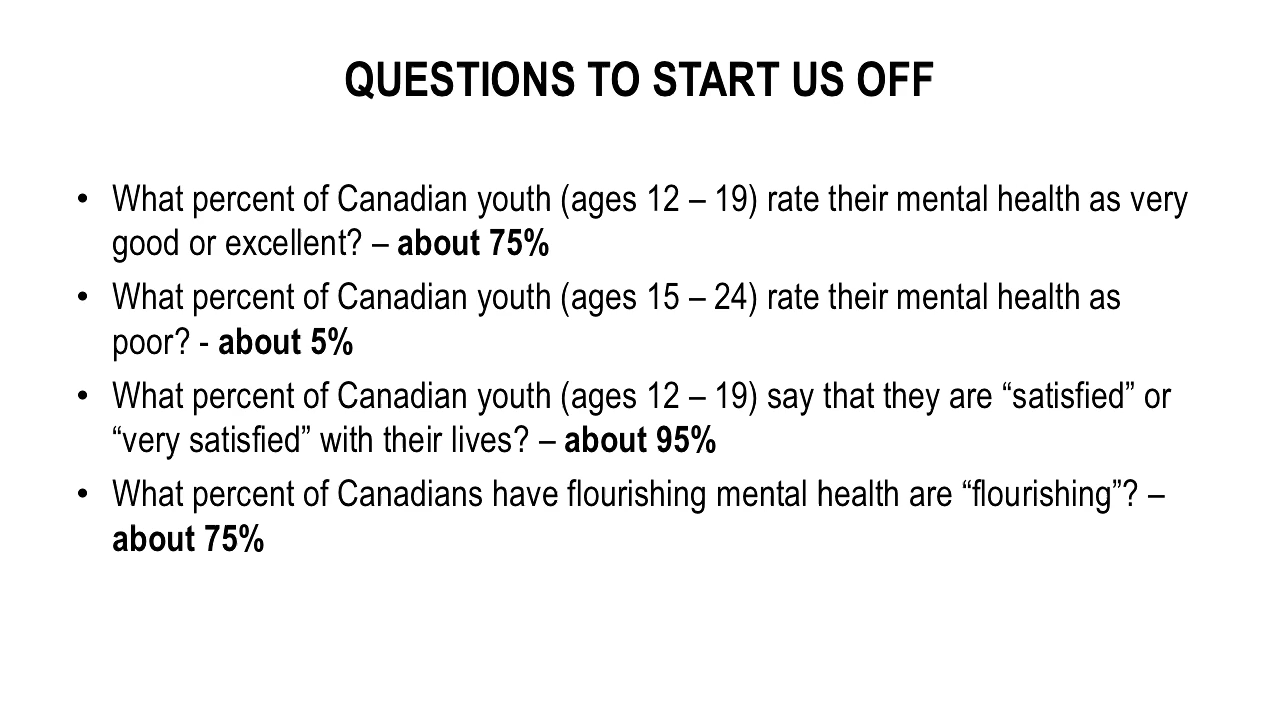 QUESTIONS TO START US OFF
• What percent of Canadian youth (ages 12 – 19) rate their mental health as very
good or excellent? – about 75%
• What percent of Canadian youth (ages 15 – 24) rate their mental health as
poor? - about 5%
• What percent of Canadian youth (ages 12 – 19) say that they are “satisfied” or
“very satisfied” with their lives? – about 95%
• What percent of Canadians have flourishing mental health are “flourishing”? –
about 75%